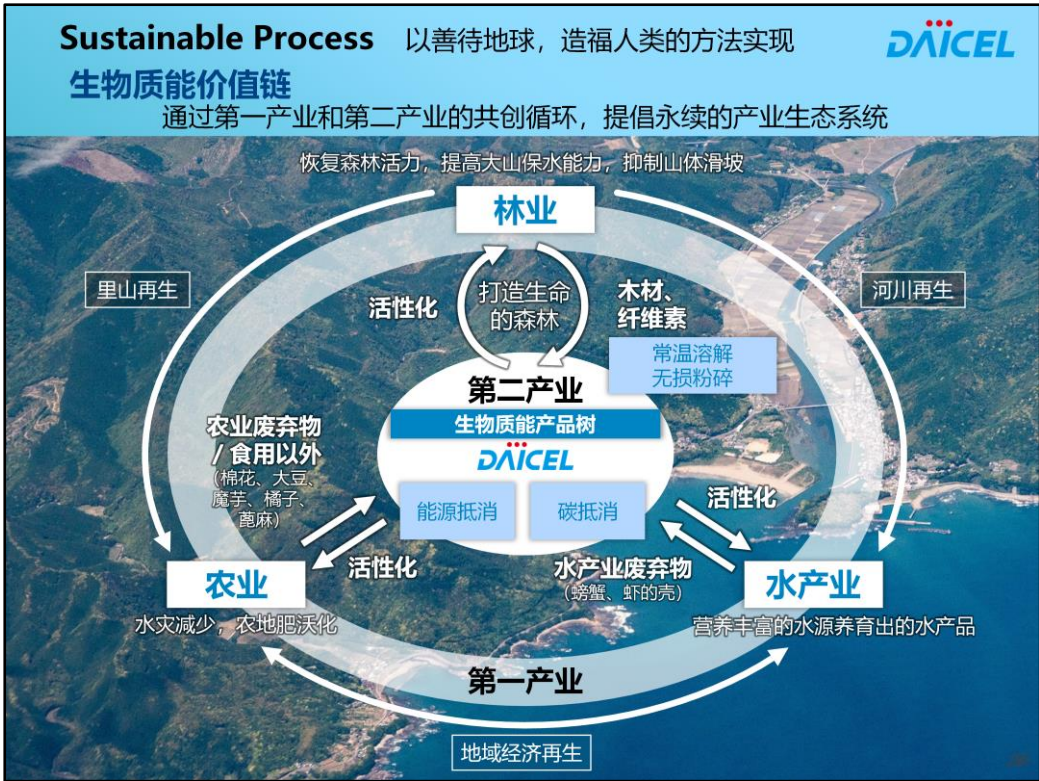 Sustainable Process 以善待地球，造福人类的方法实现
DAICEL
生物质能价值链
通过第一产业和第二产业的共创循环，提倡永续的产业生态系统
恢复森林活力，提高大山保水能力，抑制山体滑坡
林业
里山再生
河川再生
活性化
打造生命
的森林
木材、
纤维素
常温溶解
无损粉碎
第二产业
生物质能产品树
DAICEL
能源抵消
碳抵消
农业废弃物
/ 食用以外
（棉花、大豆、
魔芋、橘子、
蓖麻）
活性化
活性化
水产业废弃物
（螃蟹、虾的壳）
农业
水灾减少，农地肥沃化
水产业
营养丰富的水源养育出的水产品
第一产业
地域经济再生